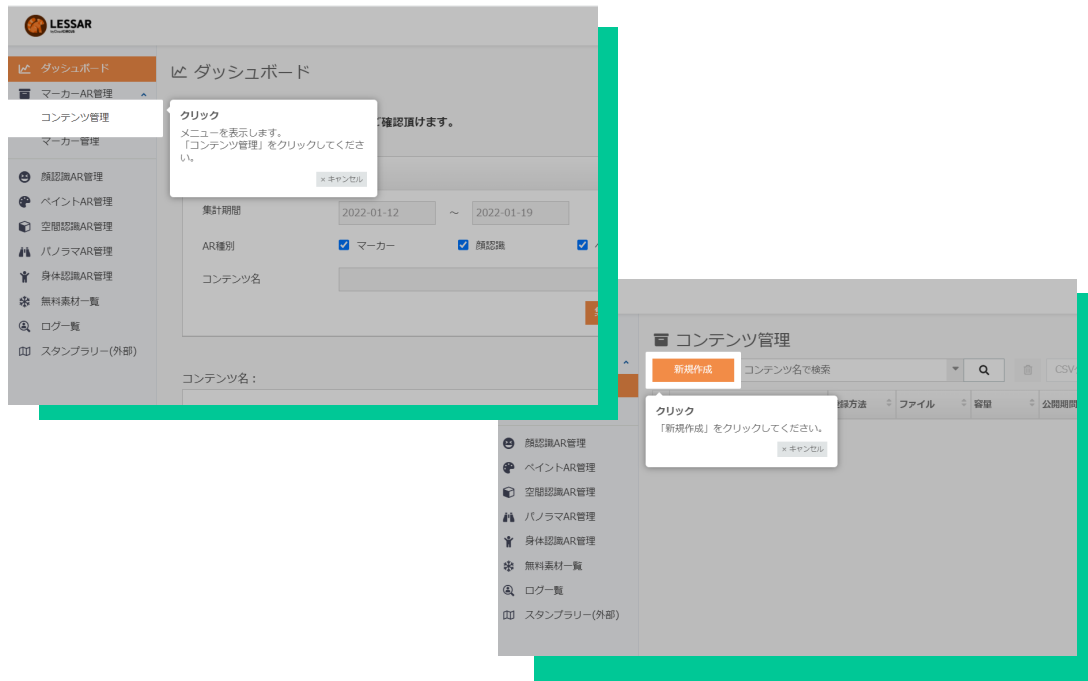 LESSAR
ダッシュボード
マーカーAR管理
コンテンツ管理
マーカー管理
顔認識AR管理
ペイントAR管理
空間認識AR管理
パノラマAR管理
身体認識AR管理
無料素材一覧
ログ一覧
スタンプラリー(外部)
ダッシュボード
ご確認頂けます。
クリック
メニューを表示します。
「コンテンツ管理」をクリックしてくださ
い。
× キャンセル
集計期間
2022-01-12 ～ 2022-01-19
AR種別
マーカー 顔認識
コンテンツ名
コンテンツ名：
コンテンツ管理
新規作成 コンテンツ名で検索 CSV
登録方法 ファイル 容量 公開期間
クリック
「新規作成」をクリックしてください。
× キャンセル
顔認識AR管理
ペイントAR管理
空間認識AR管理
パノラマAR管理
身体認識AR管理
無料素材一覧
ログ一覧
スタンプラリー(外部)